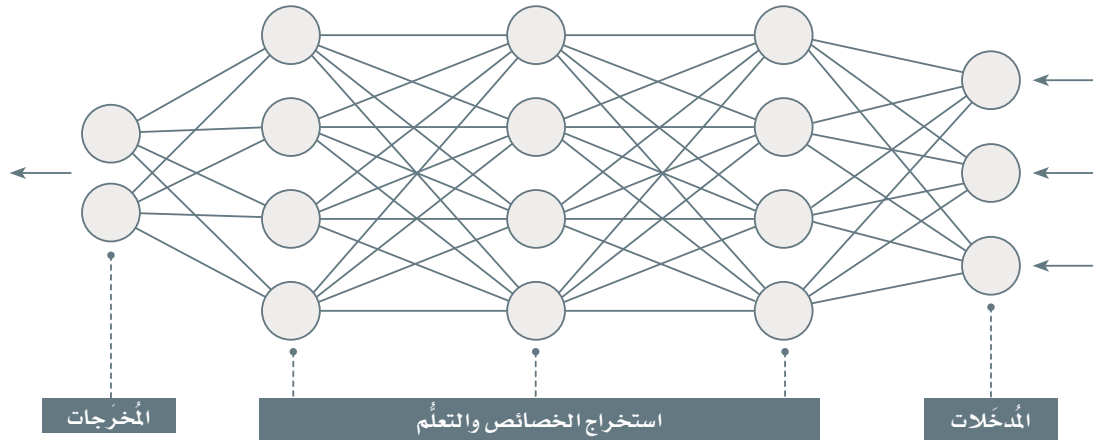 المُدخَلات
استخراج الخصائص والتعلُّم
المُخرَجات